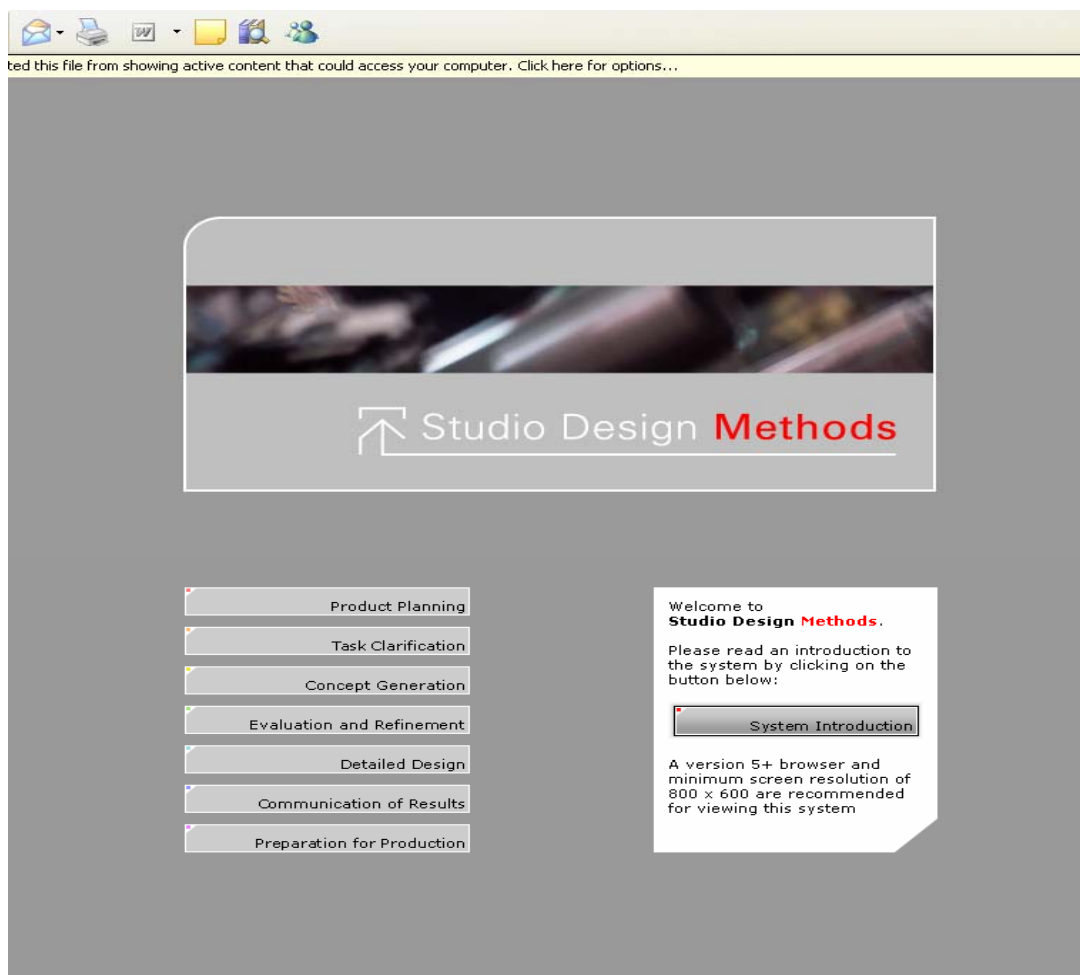 ted this file from showing active content that could access your computer. Click here for options...
Studio Design Methods
Product Planning
Task Clarification
Concept Generation
Evaluation and Refinement
Detailed Design
Communication of Results
Preparation for Production
Welcome to
Studio Design Methods.
Please read an introduction to
the system by clicking on the
button below:
System Introduction
A version 5+ browser and
minimum screen resolution of
800 x 600 are recommended
for viewing this system